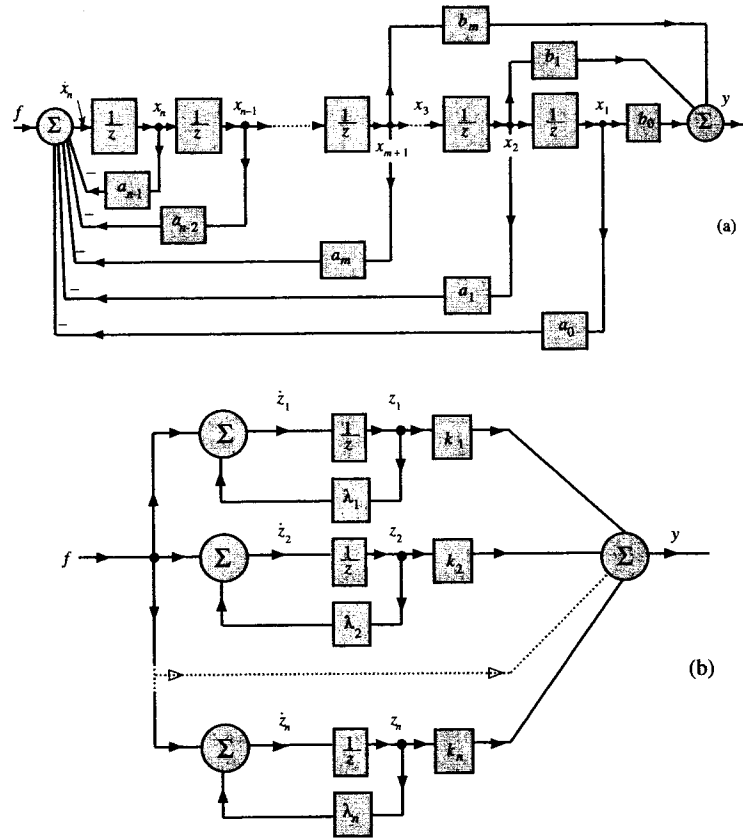 b_m
b_1
f
ẋ_n
x_n
x_{n-1}
x_3
x_1
y
Σ
1/z
1/z
1/z
1/z
1/z
b_0
Σ
x_{m+1}
x_2
−
a_{n-1}
−
a_{n-2}
(a)
−
a_m
−
a_1
−
a_0
ż_1
z_1
Σ
1/z
k_1
λ_1
ż_2
z_2
y
f
Σ
1/z
k_2
Σ
λ_2
(b)
ż_n
z_n
Σ
1/z
k_n
λ_n